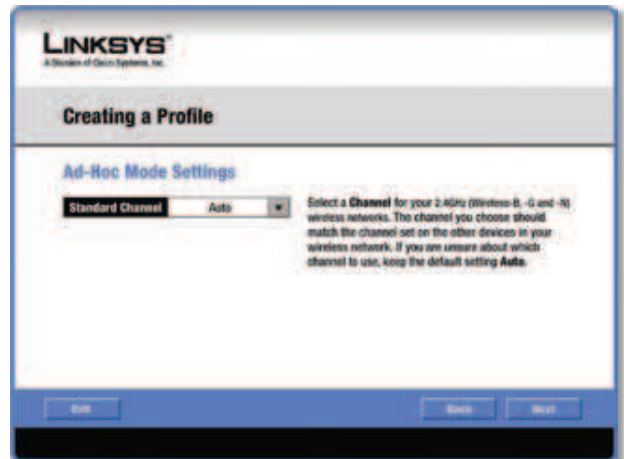 LINKSYS®
A Division of Cisco Systems, Inc.
Creating a Profile
Ad-Hoc Mode Settings
Standard Channel Auto
Select a Channel for your 2.4GHz (Wireless-B, -G and -N)
wireless networks. The channel you choose should
match the channel set on the other devices in your
wireless network. If you are unsure about which
channel to use, keep the default setting Auto.
Exit Back Next